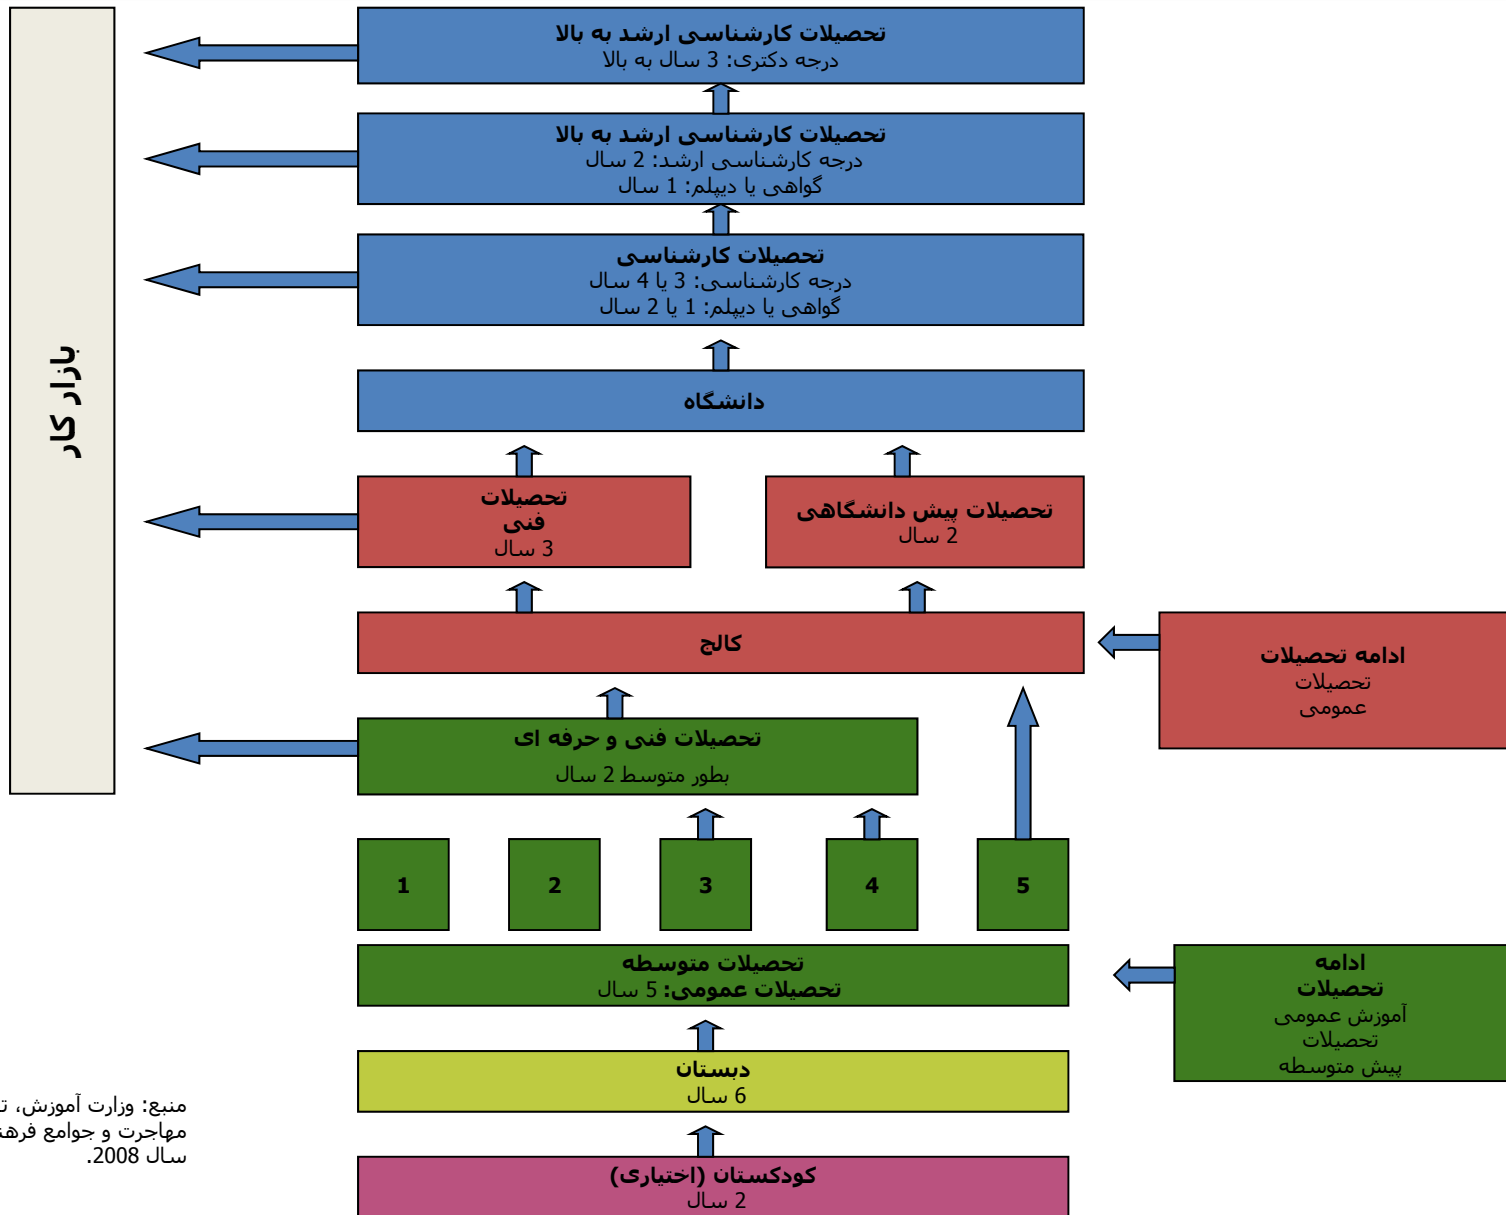 تحصیلات کارشناسی ارشد به بالا
درجه دکتری: 3 سال به بالا
تحصیلات کارشناسی ارشد به بالا
درجه کارشناسی ارشد: 2 سال
گواهی یا دیپلم: 1 سال
تحصیلات کارشناسی
درجه کارشناسی: 3 یا 4 سال
گواهی یا دیپلم: 1 یا 2 سال
بازار کار
دانشگاه
تحصیلات پیش دانشگاهی
2 سال
تحصیلات
فنی
3 سال
کالج
ادامه تحصیلات
تحصیلات
عمومی
تحصیلات فنی و حرفه ای
بطور متوسط 2 سال
1
2
3
4
5
تحصیلات متوسطه
تحصیلات عمومی: 5 سال
ادامه
تحصیلات
آموزش عمومی
تحصیلات
پیش متوسطه
دبستان
6 سال
کودکستان (اختیاری)
2 سال
منبع: وزارت آموزش،
مهاجرت و جوامع
سال 2008.